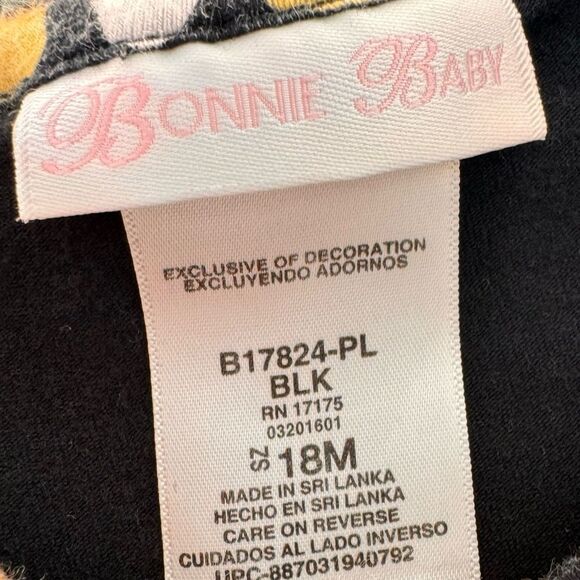 BONNIE BABY
EXCLUSIVE OF DECORATION
EXCLUYENDO ADORNOS
B17824-PL
BLK
RN 17175
03201601
ZS 18M
MADE IN SRI LANKA
HECHO EN SRI LANKA
CARE ON REVERSE
CUIDADOS AL LADO INVERSO
UPC-887031940792